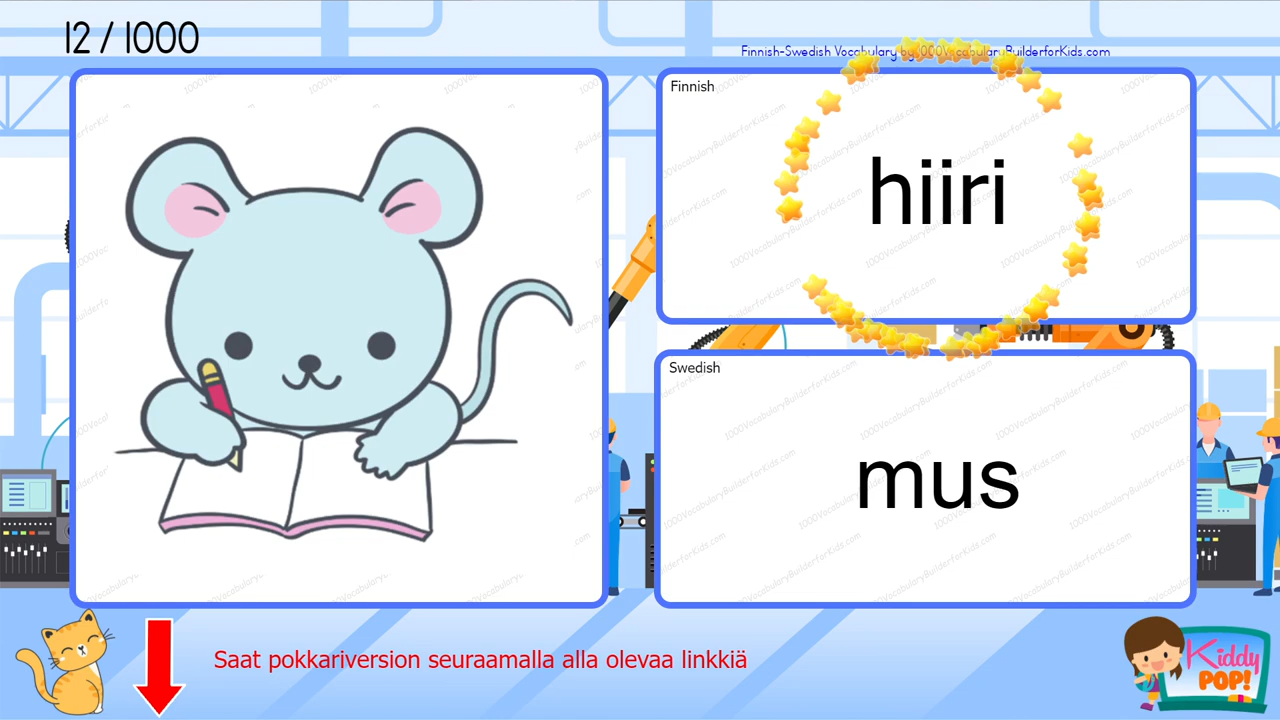 12 / 1000
Finnish-Swedish Vocabulary by 1000VocabularyBuilderforKids.com
Finnish
hiiri
Swedish
mus
Saat pokkariversion seuraamalla alla olevaa linkkiä
Kiddy
POP!